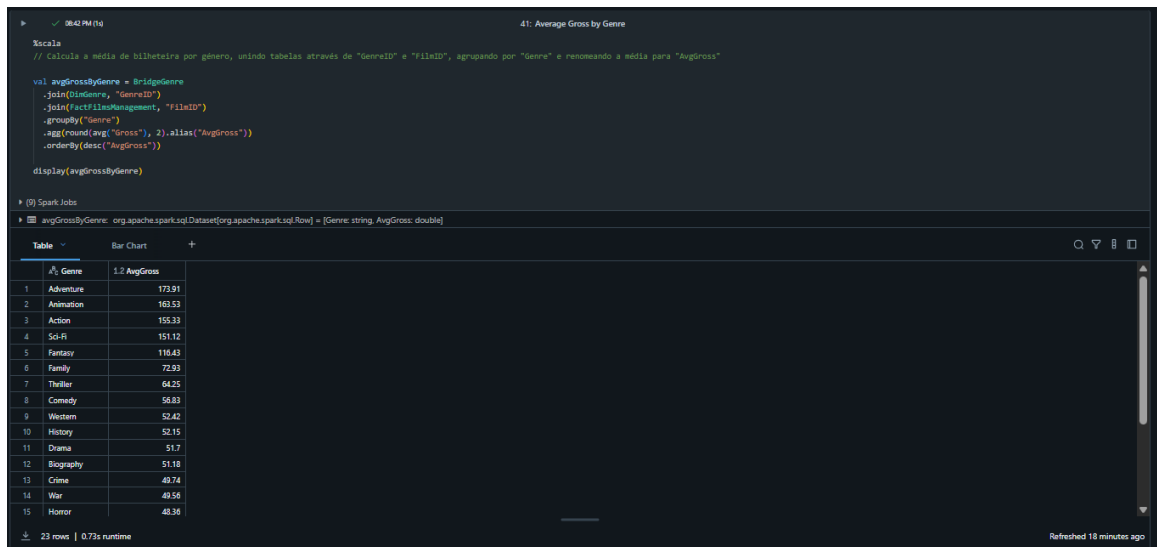 08:42 PM (1s)
41: Average Gross by Genre
%scala
// Calcula a média de bilheteira por género, unindo tabelas através de "GenreID" e "FilmID", agrupando por "Genre" e renomeando a média para "AvgGross"
val avgGrossByGenre = BridgeGenre
.join(DimGenre, "GenreID")
.join(FactFilmsManagement, "FilmID")
.groupBy("Genre")
.agg(round(avg("Gross"), 2).alias("AvgGross"))
.orderBy(desc("AvgGross"))
display(avgGrossByGenre)
(9) Spark Jobs
avgGrossByGenre: org.apache.spark.sql.Dataset[org.apache.spark.sql.Row] = [Genre: string, AvgGross: double]
Table Bar Chart +
ABC Genre 1.2 AvgGross
1 Adventure 173.91
2 Animation 163.53
3 Action 155.33
4 Sci-Fi 151.12
5 Fantasy 116.43
6 Family 72.93
7 Thriller 64.25
8 Comedy 56.83
9 Western 52.42
10 History 52.15
11 Drama 51.7
12 Biography 51.18
13 Crime 49.74
14 War 49.56
15 Horror 48.36
23 rows | 0.73s runtime
Refreshed 18 minutes ago